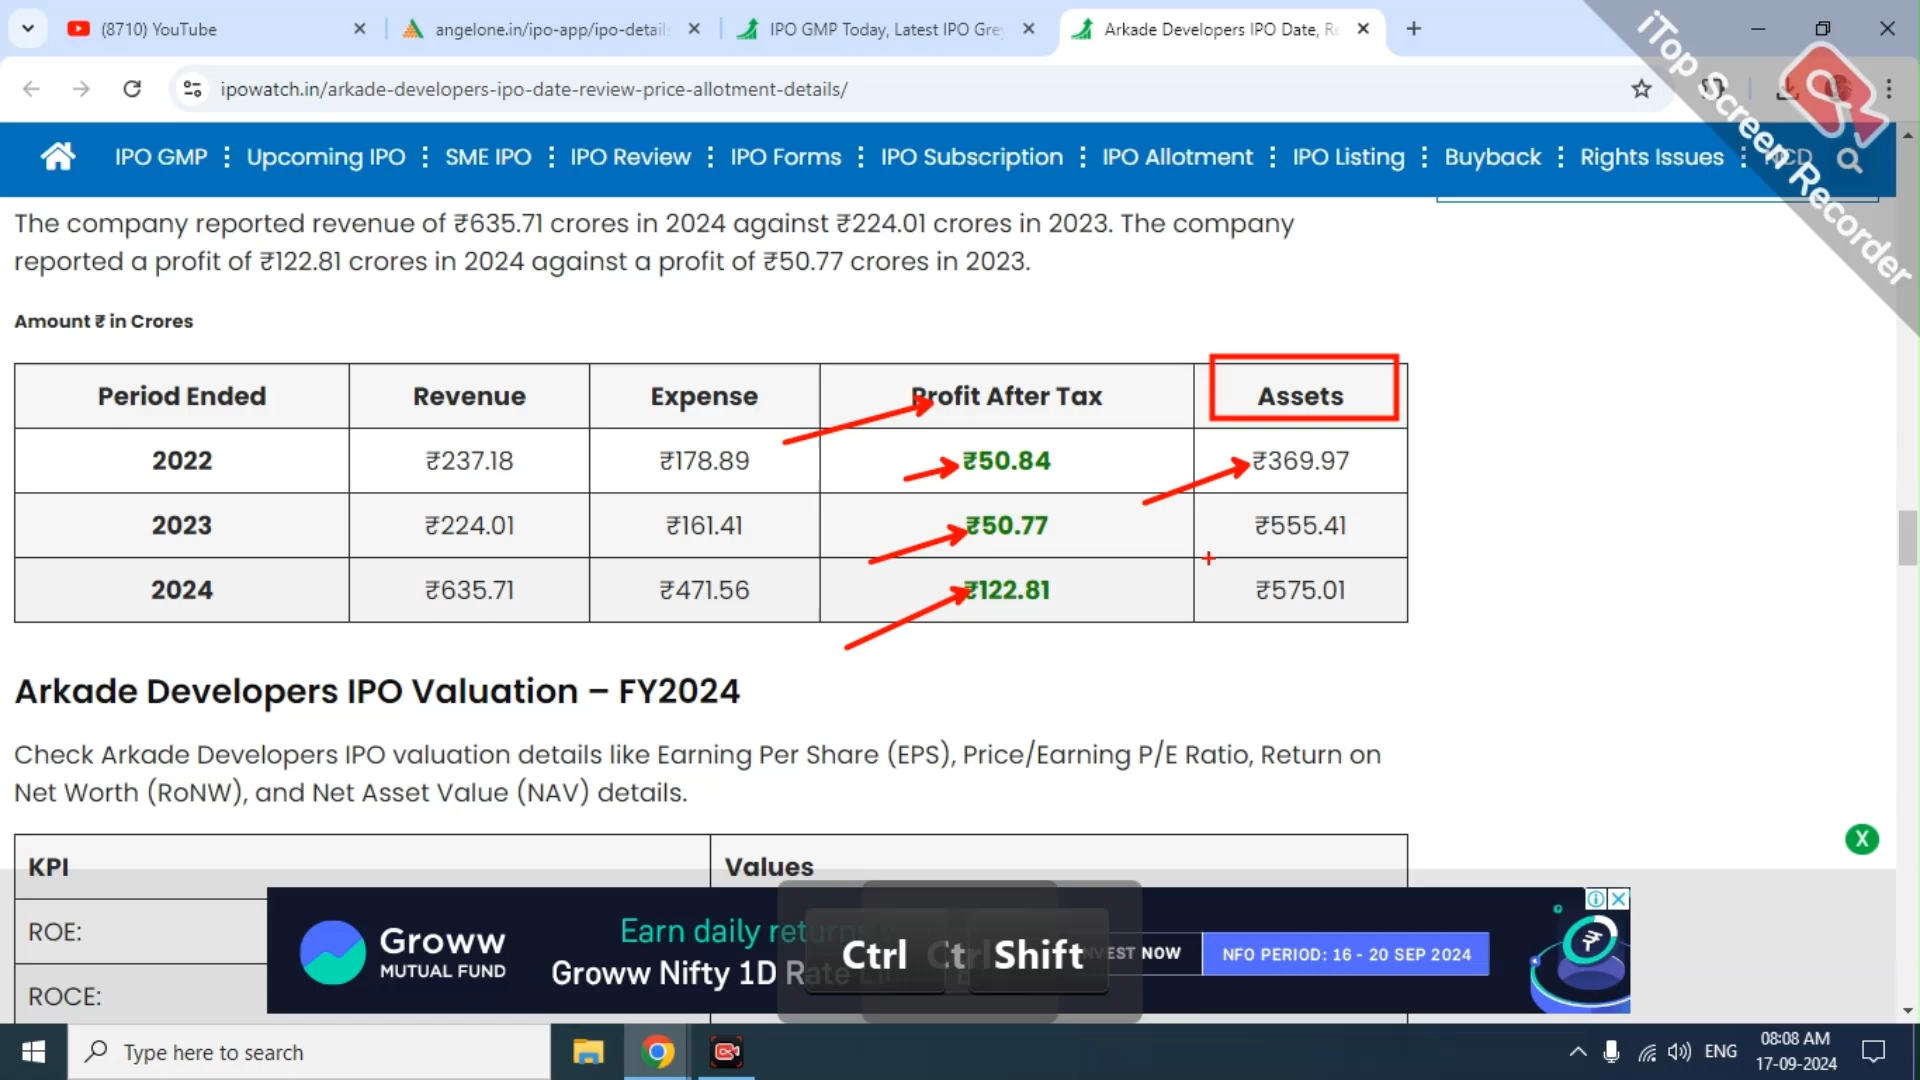 (8710) YouTube
angelone.in/ipo-app/ipo-detail
IPO GMP Today, Latest IPO Gre
Arkade Developers IPO Date, Re
ipowatch.in/arkade-developers-ipo-date-review-price-allotment-details/
iTop Screen Recorder
IPO GMP
Upcoming IPO
SME IPO
IPO Review
IPO Forms
IPO Subscription
IPO Allotment
IPO Listing
Buyback
Rights Issues
NCD
The company reported revenue of ₹635.71 crores in 2024 against ₹224.01 crores in 2023. The company
reported a profit of ₹122.81 crores in 2024 against a profit of ₹50.77 crores in 2023.
Amount ₹ in Crores
Period Ended Revenue Expense Profit After Tax Assets
2022 ₹237.18 ₹178.89 ₹50.84 ₹369.97
2023 ₹224.01 ₹161.41 ₹50.77 ₹555.41
2024 ₹635.71 ₹471.56 ₹122.81 ₹575.01
Arkade Developers IPO Valuation – FY2024
Check Arkade Developers IPO valuation details like Earning Per Share (EPS), Price/Earning P/E Ratio, Return on
Net Worth (RoNW), and Net Asset Value (NAV) details.
KPI Values
ROE:
ROCE:
Groww
MUTUAL FUND
Earn daily returns
Groww Nifty 1D Rate
NFO PERIOD: 16 - 20 SEP 2024
Ctrl Ctrl Shift
X
Type here to search
ENG
08:08 AM
17-09-2024